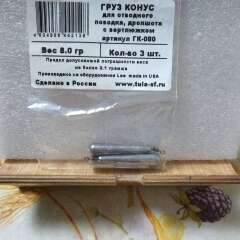 ГРУЗ КОНУС
для отводного
поводка, дропшота
с вертлюжком
артикул ГК-080
Вес 8.0 гр
Кол-во 3 шт.
Предел допускаемой погрешности веса
не более 0.1 грамма
Произведено на оборудовании Lee made in USA
Сделано в России
www.tula-sf.ru